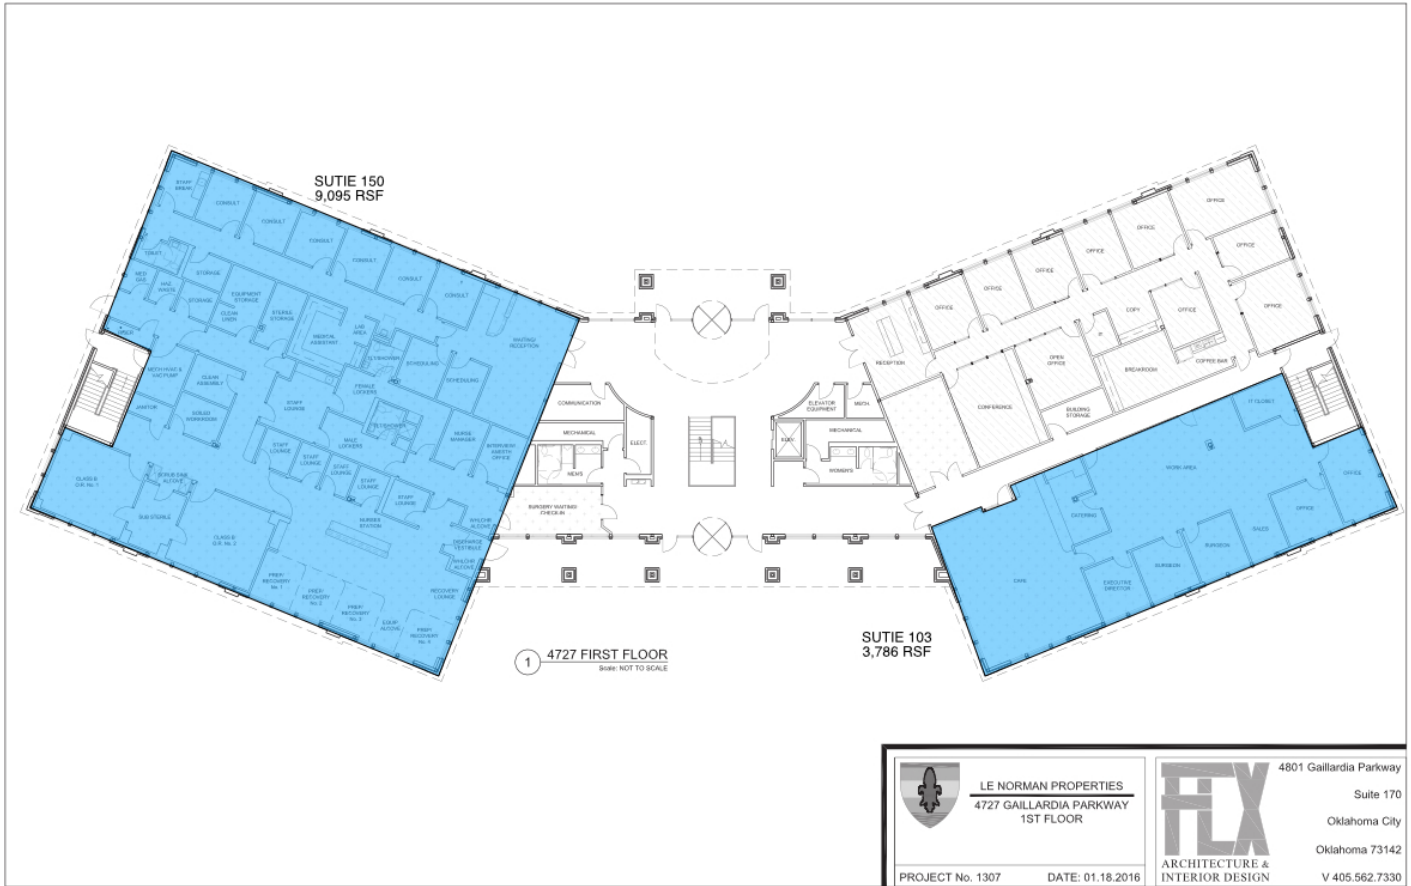 SUTIE 150
9,095 RSF
STAFF
BREAK
CONSULT
CONSULT
CONSULT
CONSULT
CONSULT
CONSULT
TOILET
STORAGE
MED
GAS
HAZ
WASTE
STORAGE
EQUIPMENT
STORAGE
CLEAN
LINEN
STERILE
STORAGE
MEDICAL
ASSISTANT
LAB
AREA
SCHEDULING
SCHEDULING
WAITING/
RECEPTION
MECH HVAC &
VAC PUMP
CLEAN
ASSEMBLY
JANITOR
SOILED
WORKROOM
STAFF
LOUNGE
FEMALE
LOCKERS
MALE
LOCKERS
NURSE
MANAGER
INTERVIEW/
ANESTH
OFFICE
STAFF
LOUNGE
STAFF
LOUNGE
STAFF
LOUNGE
STAFF
LOUNGE
STAFF
LOUNGE
CLASS B
O.R. No. 1
SCRUB SINK
ALCOVE
SUB STERILE
CLASS B
O.R. No. 2
NURSES
STATION
WHLCHR
ALCOVE
DISCHARGE
VESTIBULE
WHLCHR
ALCOVE
RECOVERY
LOUNGE
PREP/
RECOVERY
No. 1
PREP/
RECOVERY
No. 2
PREP/
RECOVERY
No. 3
EQUIP
ALCOVE
PREP/
RECOVERY
No. 4
COMMUNICATION
MECHANICAL
ELECT.
MEN'S
SURGERY WAITING/
CHECK-IN
ELEVATOR
EQUIPMENT
MECH
ELEV.
MECHANICAL
WOMEN'S
RECEPTION
OFFICE
OFFICE
OFFICE
OFFICE
OFFICE
OFFICE
OFFICE
OFFICE
OFFICE
COPY
COFFEE BAR
BREAKROOM
OPEN
OFFICE
CONFERENCE
BUILDING
STORAGE
IT CLOSET
WORK AREA
CATERING
OFFICE
OFFICE
SALES
SURGEON
SURGEON
EXECUTIVE
DIRECTOR
SUTIE 103
3,786 RSF
1
4727 FIRST FLOOR
Scale: NOT TO SCALE
LE NORMAN PROPERTIES
4727 GAILLARDIA PARKWAY
1ST FLOOR
PROJECT No. 1307 DATE: 01.18.2016
FLX
ARCHITECTURE &
INTERIOR DESIGN
4801 Gaillardia Parkway
Suite 170
Oklahoma City
Oklahoma 73142
V 405.562.7330